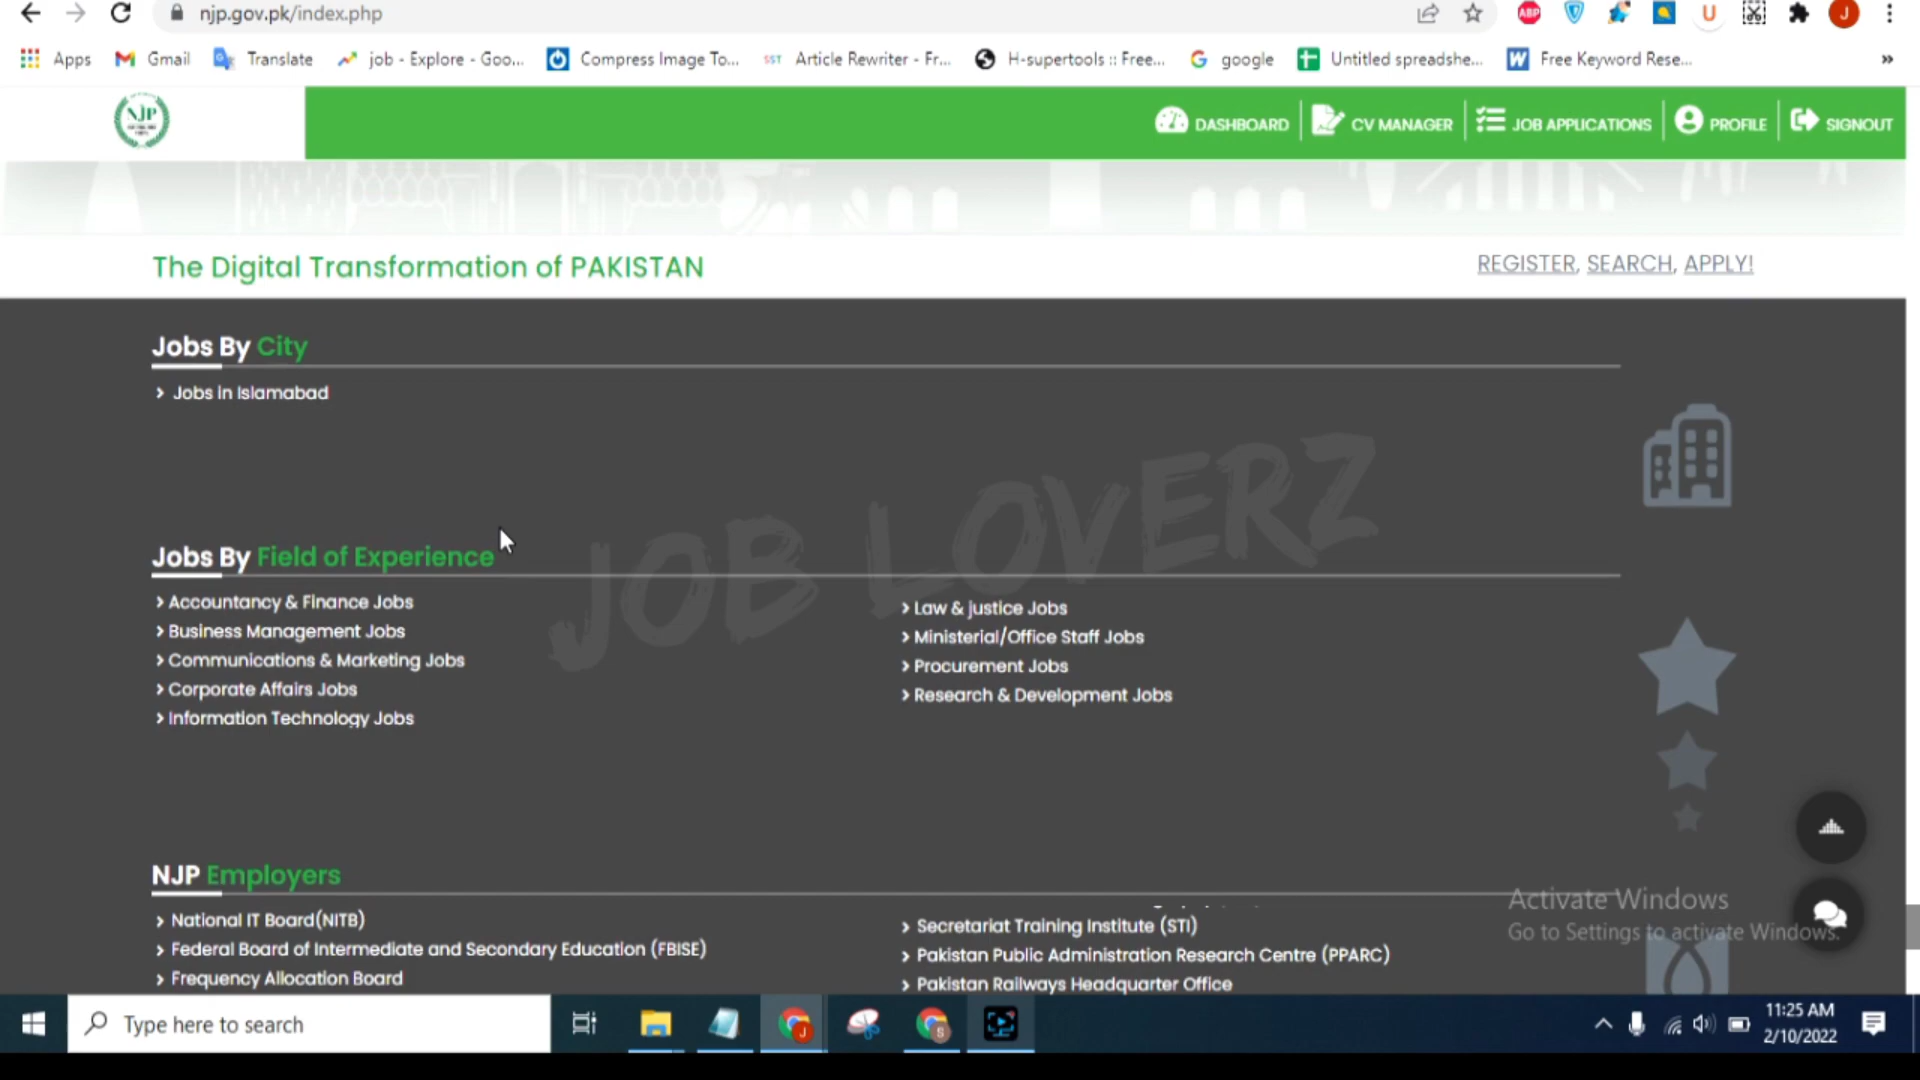 njp.gov.pk/index.php
ABP
U
J
Apps
Gmail
Translate
job - Explore - Goo...
Compress Image To...
SST
Article Rewriter - Fr...
H-supertools :: Free...
google
Untitled spreadshe...
W
Free Keyword Rese...
»
NJP
DASHBOARD
CV MANAGER
JOB APPLICATIONS
PROFILE
SIGNOUT
The Digital Transformation of PAKISTAN
REGISTER, SEARCH, APPLY!
Jobs By City
Jobs in Islamabad
JOB LOVERZ
Jobs By Field of Experience
Accountancy & Finance Jobs
Business Management Jobs
Communications & Marketing Jobs
Corporate Affairs Jobs
Information Technology Jobs
Law & justice Jobs
Ministerial/Office Staff Jobs
Procurement Jobs
Research & Development Jobs
NJP Employers
National IT Board(NITB)
Federal Board of Intermediate and Secondary Education (FBISE)
Frequency Allocation Board
Secretariat Training Institute (STI)
Pakistan Public Administration Research Centre (PPARC)
Pakistan Railways Headquarter Office
Activate Windows
Go to Settings to activate Windows.
Type here to search
J
S
11:25 AM
2/10/2022